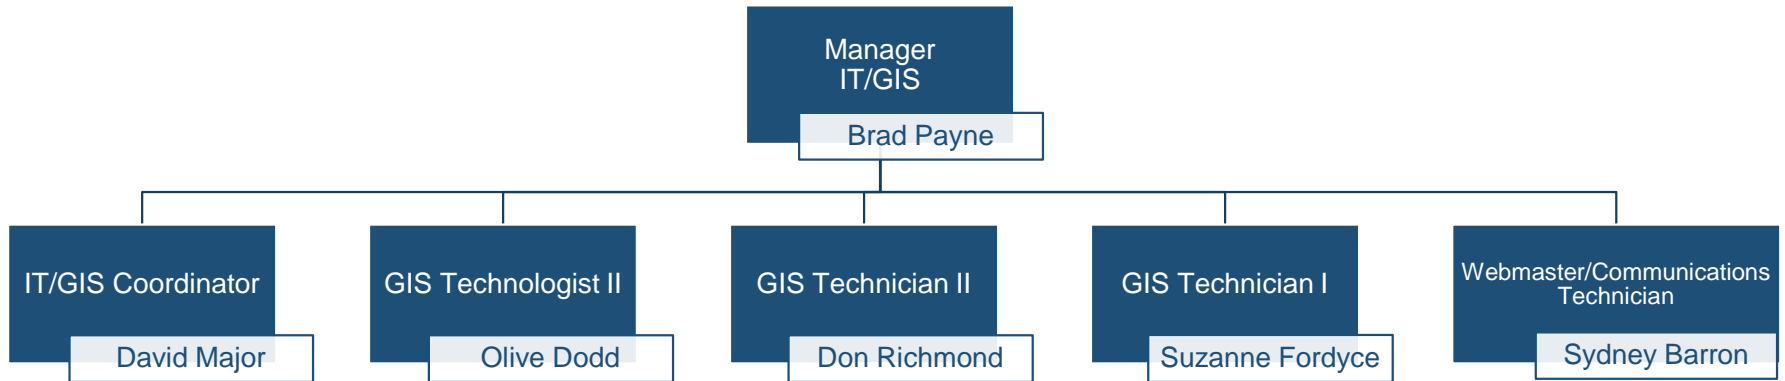 Manager
IT/GIS
Brad Payne
IT/GIS Coordinator
David Major
GIS Technologist II
Olive Dodd
GIS Technician II
Don Richmond
GIS Technician I
Suzanne Fordyce
Webmaster/Communications
Technician
Sydney Barron